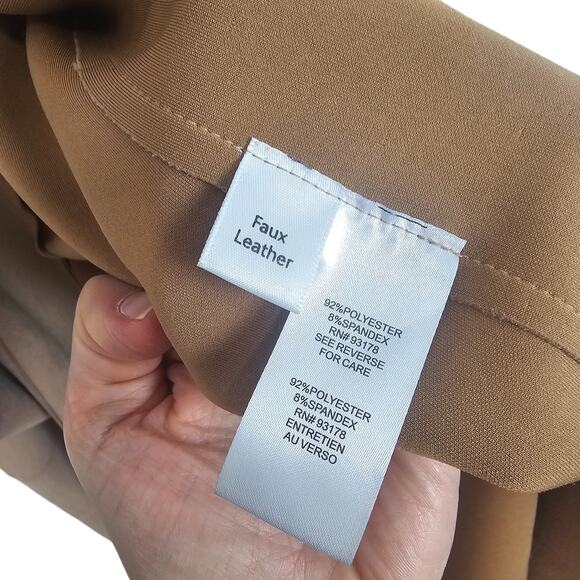 Faux
Leather
92%POLYESTER
8%SPANDEX
RN# 93178
SEE REVERSE
FOR CARE
92%POLYESTER
8%SPANDEX
RN# 93178
ENTRETIEN
AU VERSO